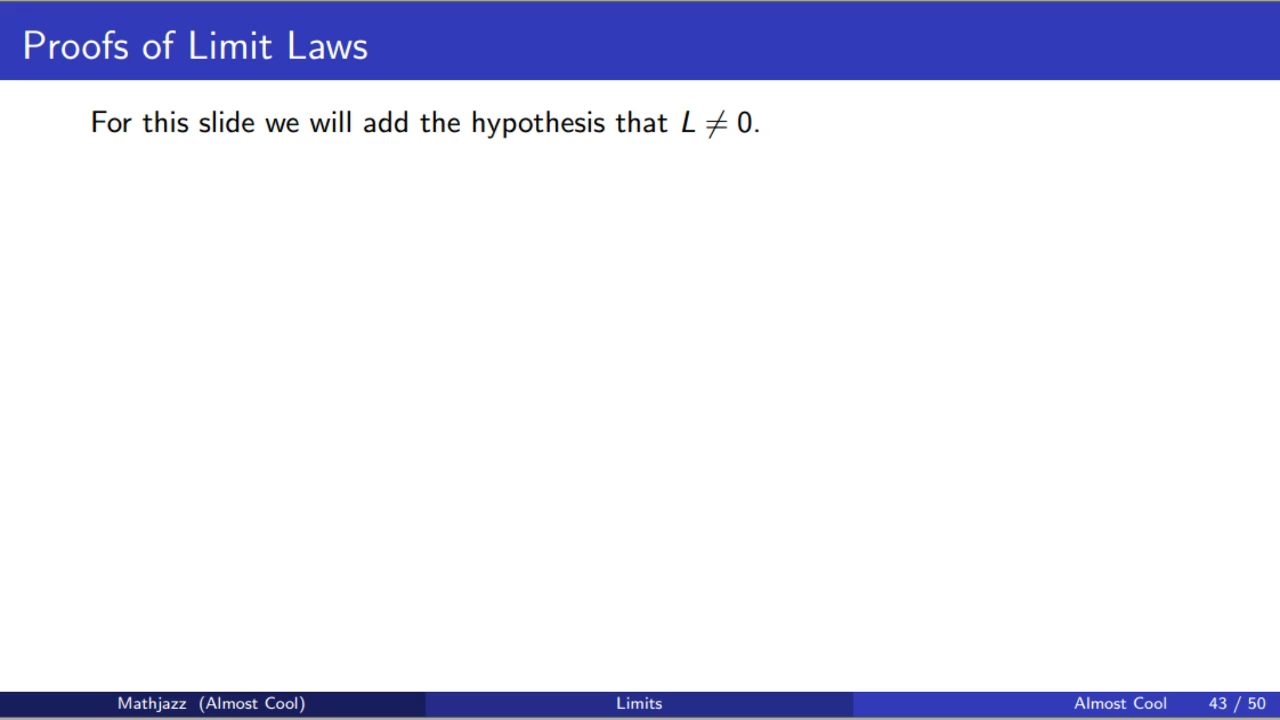 Proofs of Limit Laws
For this slide we will add the hypothesis that L ≠ 0.
Mathjazz (Almost Cool) Limits Almost Cool 43 / 50